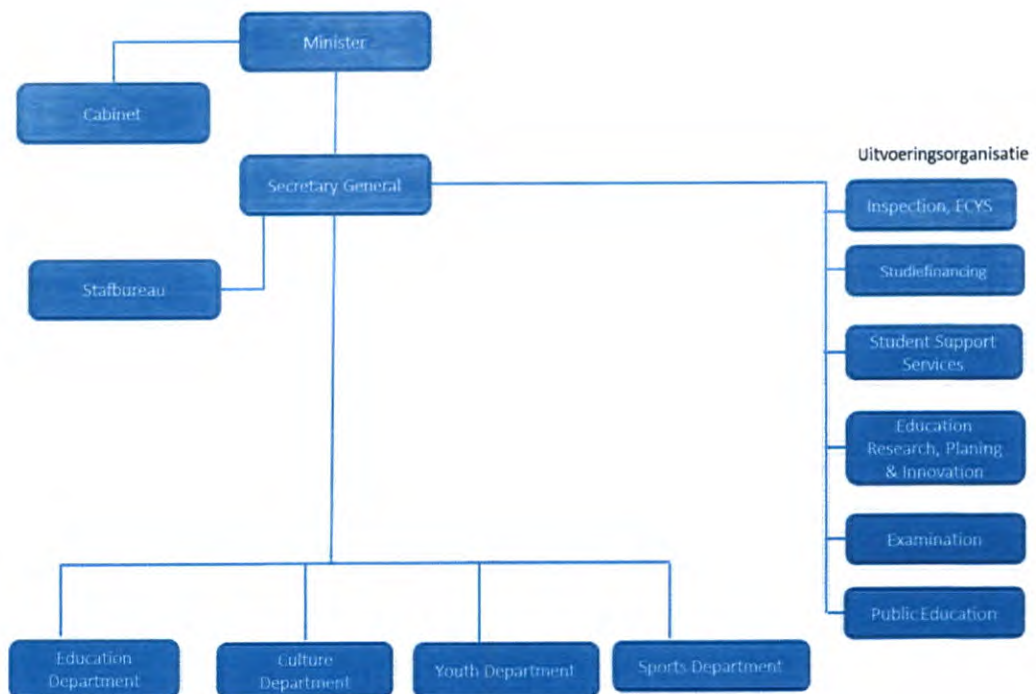 Minister
Cabinet
Secretary General
Stafbureau
Uitvoeringsorganisatie
Inspection, ECYS
Studiefinancing
Student Support
Services
Education
Research, Planing
& Innovation
Examination
Public Education
Education
Department
Culture
Department
Youth Department
Sports Department